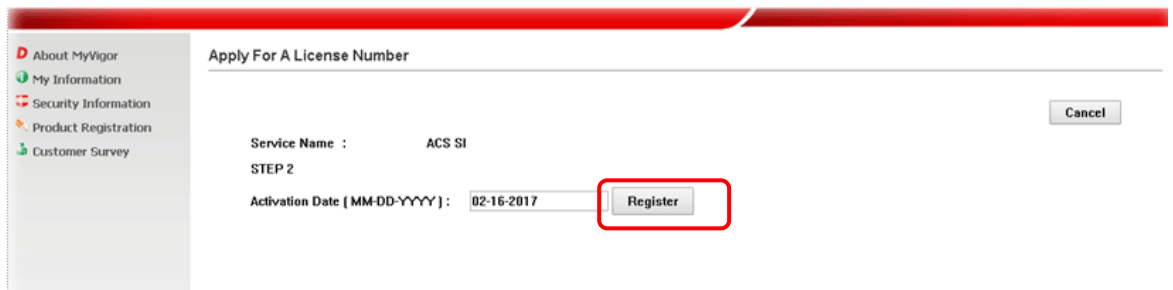 About MyVigor
My Information
Security Information
Product Registration
Customer Survey
Apply For A License Number
Cancel
Service Name : ACS SI
STEP 2
Activation Date ( MM-DD-YYYY ) : 02-16-2017 Register